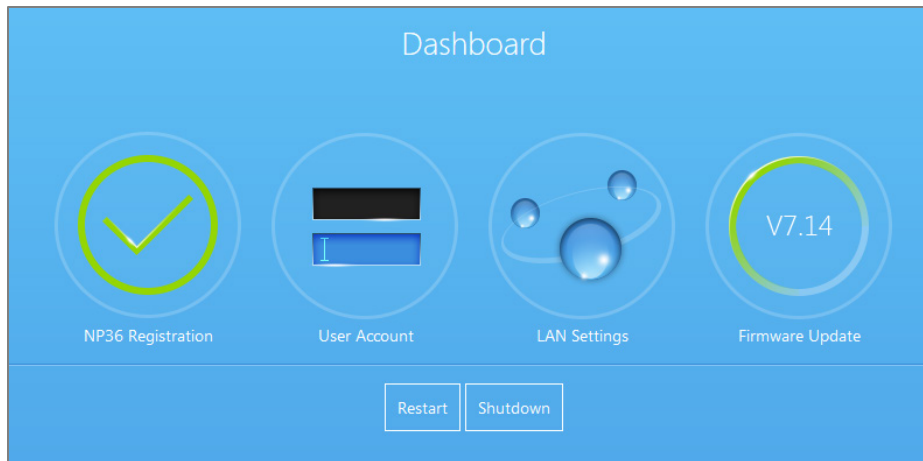 Dashboard
V7.14
NP36 Registration
User Account
LAN Settings
Firmware Update
Restart
Shutdown